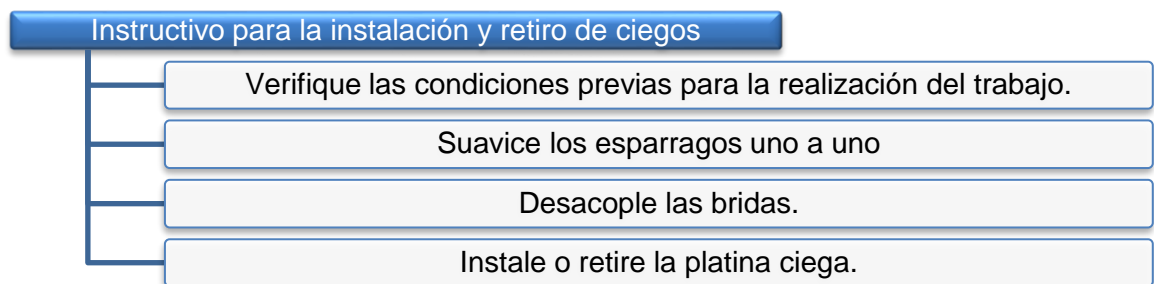 Instructivo para la instalación y retiro de ciegos
Verifique las condiciones previas para la realización del trabajo.
Suavice los esparragos uno a uno
Desacople las bridas.
Instale o retire la platina ciega.